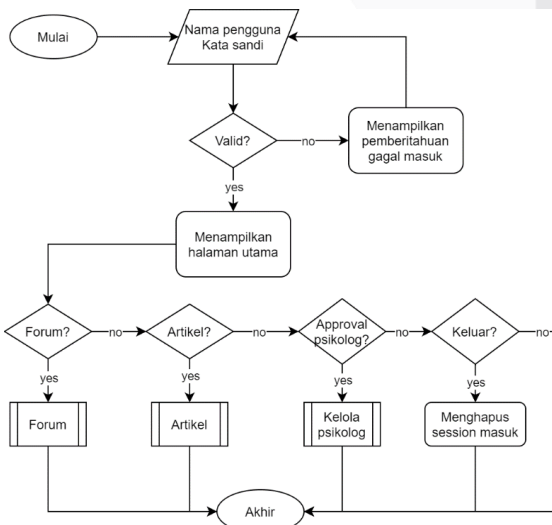 Mulai
Nama pengguna
Kata sandi
Valid?
no
Menampilkan
pemberitahuan
gagal masuk
yes
Menampilkan
halaman utama
Forum?
no
Artikel?
no
Approval
psikolog?
no
Keluar?
no
yes
yes
yes
yes
Forum
Artikel
Kelola
psikolog
Menghapus
session masuk
Akhir